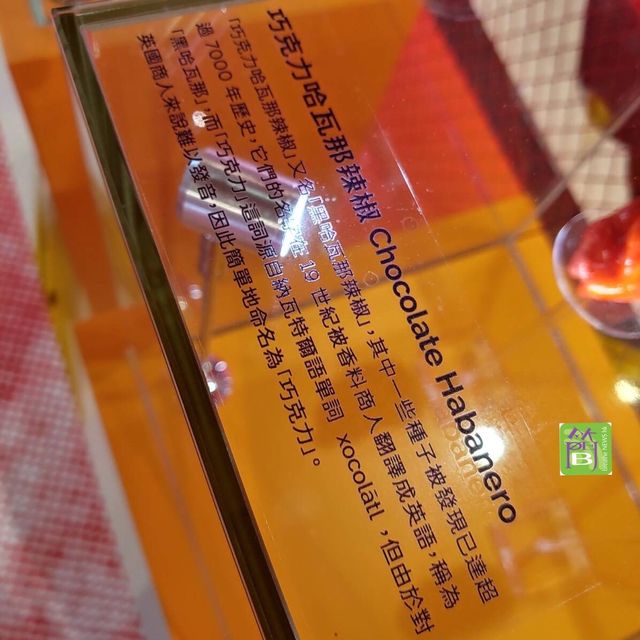 巧克力哈瓦那辣椒 Chocolate Habanero
「巧克力哈瓦那辣椒」又名「黑哈瓦那辣椒」，其中一些種子被發現已達超
過 7000 年歷史，它們的名 在 19 世紀被香料商人翻譯成英語，稱為
「黑哈瓦那」而「巧克力」這詞源自納瓦特爾語單詞 xocolātl，但由於對
英國商人來說難以發音，因此簡單地命名為「巧克力」。